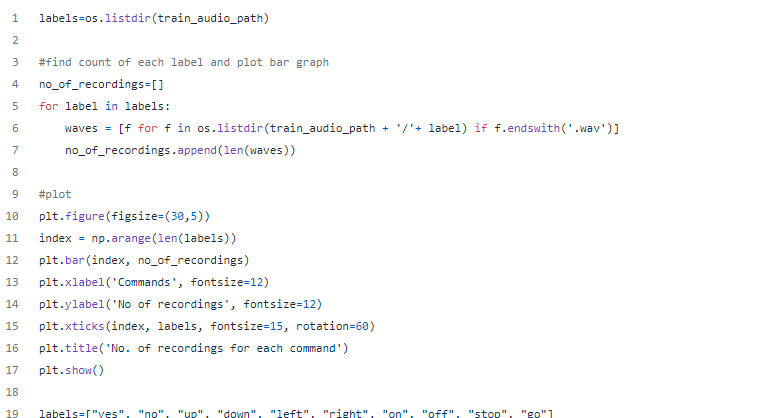 1 labels=os.listdir(train_audio_path)
2
3 #find count of each label and plot bar graph
4 no_of_recordings=[]
5 for label in labels:
6     waves = [f for f in os.listdir(train_audio_path + '/'+ label) if f.endswith('.wav')]
7     no_of_recordings.append(len(waves))
8
9 #plot
10 plt.figure(figsize=(30,5))
11 index = np.arange(len(labels))
12 plt.bar(index, no_of_recordings)
13 plt.xlabel('Commands', fontsize=12)
14 plt.ylabel('No of recordings', fontsize=12)
15 plt.xticks(index, labels, fontsize=15, rotation=60)
16 plt.title('No. of recordings for each command')
17 plt.show()
18
19 labels=["yes", "no", "up", "down", "left", "right", "on", "off", "stop", "go"]